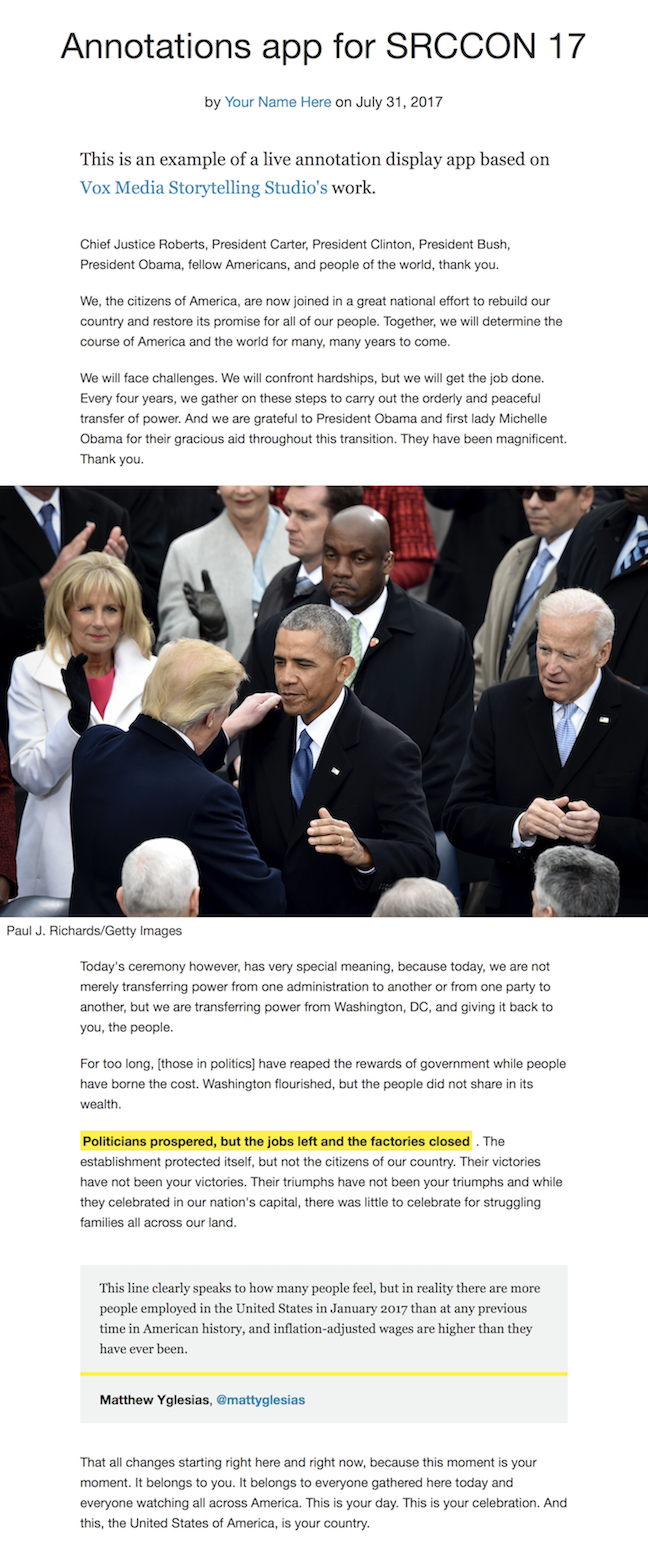 Annotations app for SRCCON 17
by Your Name Here on July 31, 2017
This is an example of a live annotation display app based on
Vox Media Storytelling Studio's work.
Chief Justice Roberts, President Carter, President Clinton, President Bush,
President Obama, fellow Americans, and people of the world, thank you.
We, the citizens of America, are now joined in a great national effort to rebuild our
country and restore its promise for all of our people. Together, we will determine the
course of America and the world for many, many years to come.
We will face challenges. We will confront hardships, but we will get the job done.
Every four years, we gather on these steps to carry out the orderly and peaceful
transfer of power. And we are grateful to President Obama and first lady Michelle
Obama for their gracious aid throughout this transition. They have been magnificent.
Thank you.
Paul J. Richards/Getty Images
Today's ceremony however, has very special meaning, because today, we are not
merely transferring power from one administration to another or from one party to
another, but we are transferring power from Washington, DC, and giving it back to
you, the people.
For too long, [those in politics] have reaped the rewards of government while people
have borne the cost. Washington flourished, but the people did not share in its
wealth.
Politicians prospered, but the jobs left and the factories closed . The
establishment protected itself, but not the citizens of our country. Their victories
have not been your victories. Their triumphs have not been your triumphs and while
they celebrated in our nation's capital, there was little to celebrate for struggling
families all across our land.
This line clearly speaks to how many people feel, but in reality there are more
people employed in the United States in January 2017 than at any previous
time in American history, and inflation-adjusted wages are higher than they
have ever been.
Matthew Yglesias, @mattyglesias
That all changes starting right here and right now, because this moment is your
moment. It belongs to you. It belongs to everyone gathered here today and
everyone watching all across America. This is your day. This is your celebration. And
this, the United States of America, is your country.